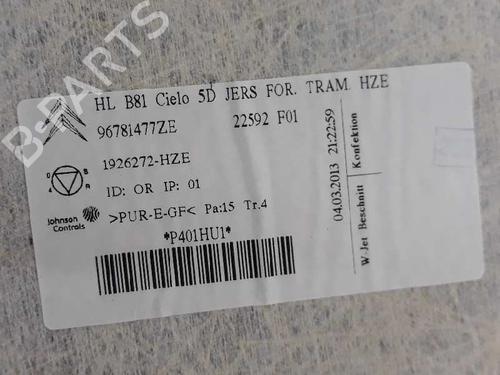 HL B81 Cielo 5D JERS FOR. TRAM. HZE
96781477ZE 22592 F01
1926272-HZE
ID: OR IP: 01
Johnson Controls
>PUR-E-GF< Pa:15 Tr.4
*P401HU1*
04.03.2013 21:22:59
W-Jet Beschnitt Konfektion
B-PARTS